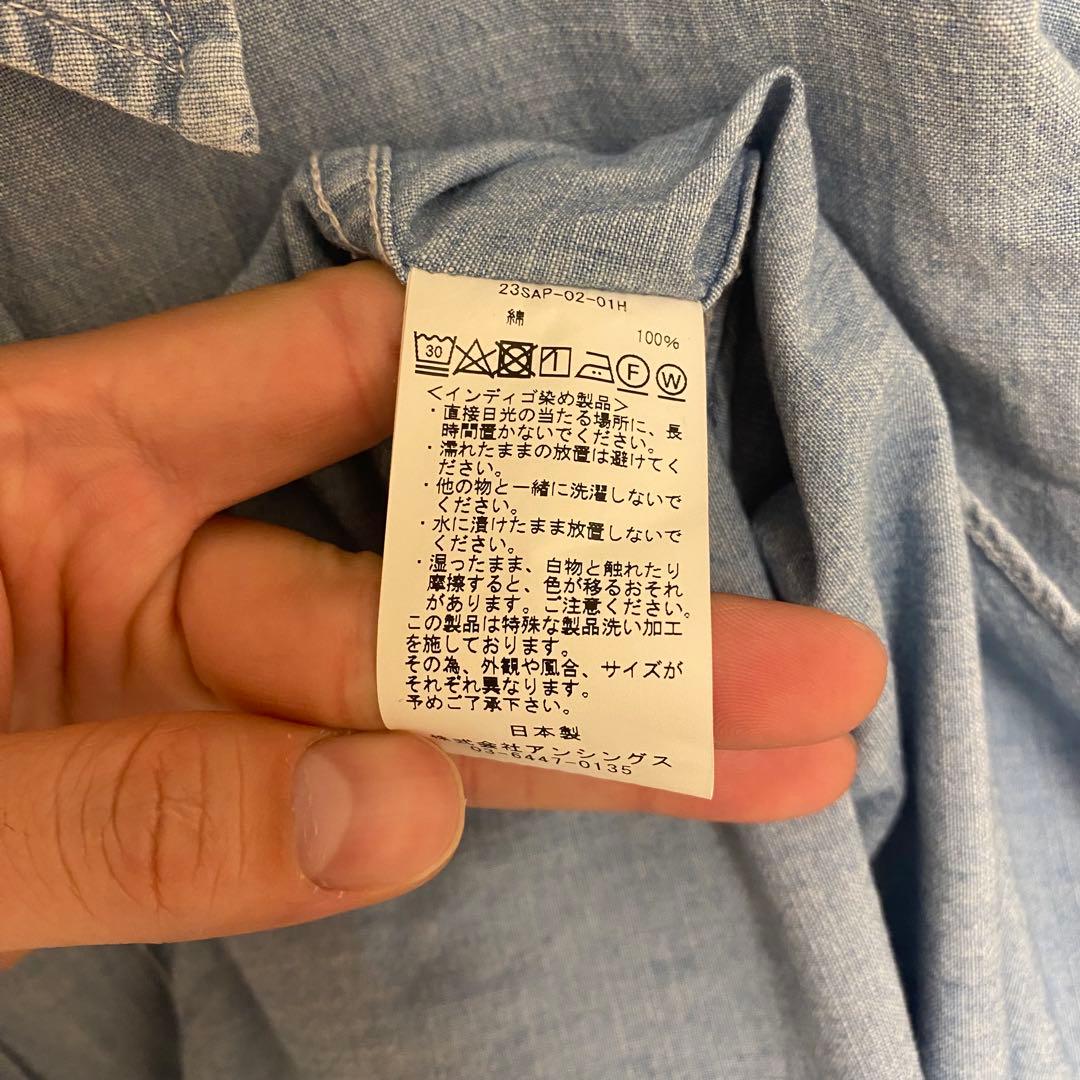 23SAP-02-01H
綿 100%
30 F W
＜インディゴ染め製品＞
・直接日光の当たる場所に、長
時間置かないでください。
・濡れたままの放置は避けてく
ださい。
・他の物と一緒に洗濯しないで
ください。
・水に漬けたまま放置しないで
ください。
・湿ったまま、白物と触れたり
摩擦すると、色が移るおそれ
があります。ご注意ください。
この製品は特殊な製品洗い加工
を施しております。
その為、外観や風合、サイズが
それぞれ異なります。
予めご了承下さい。
日本製
株式会社アンシングス
03-6447-0135